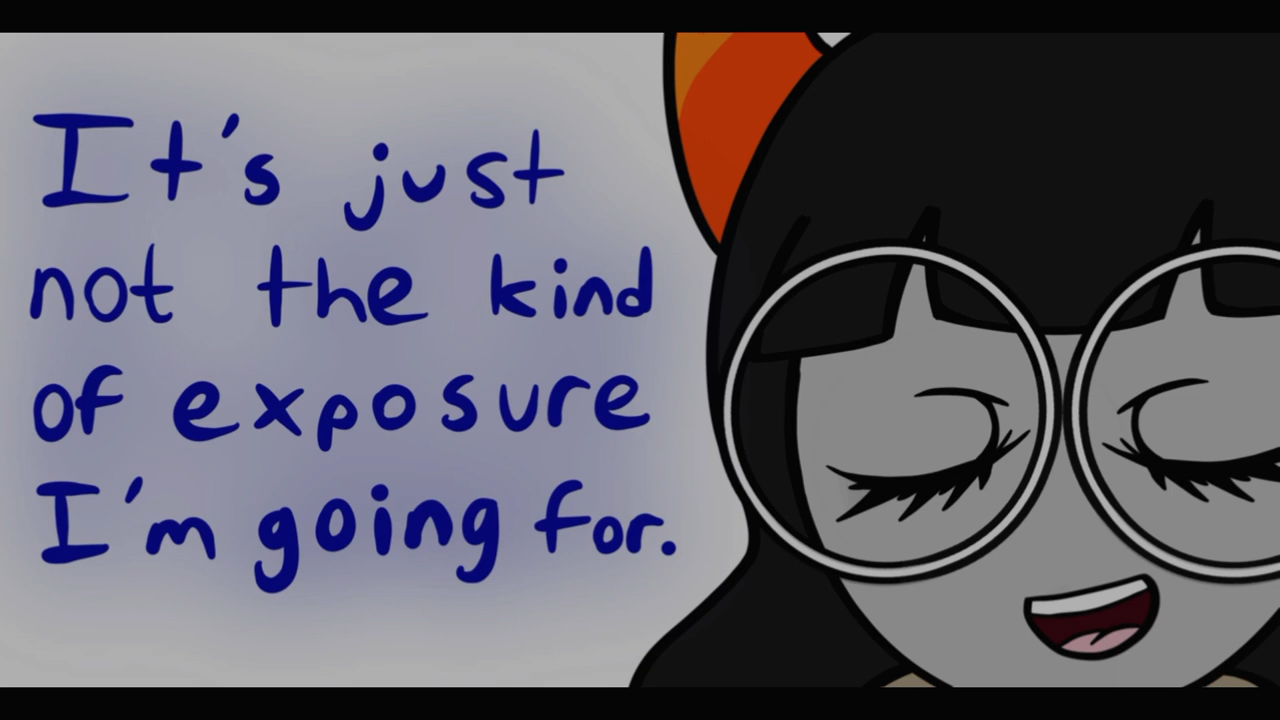 It's just
not the kind
of exposure
I'm going for.